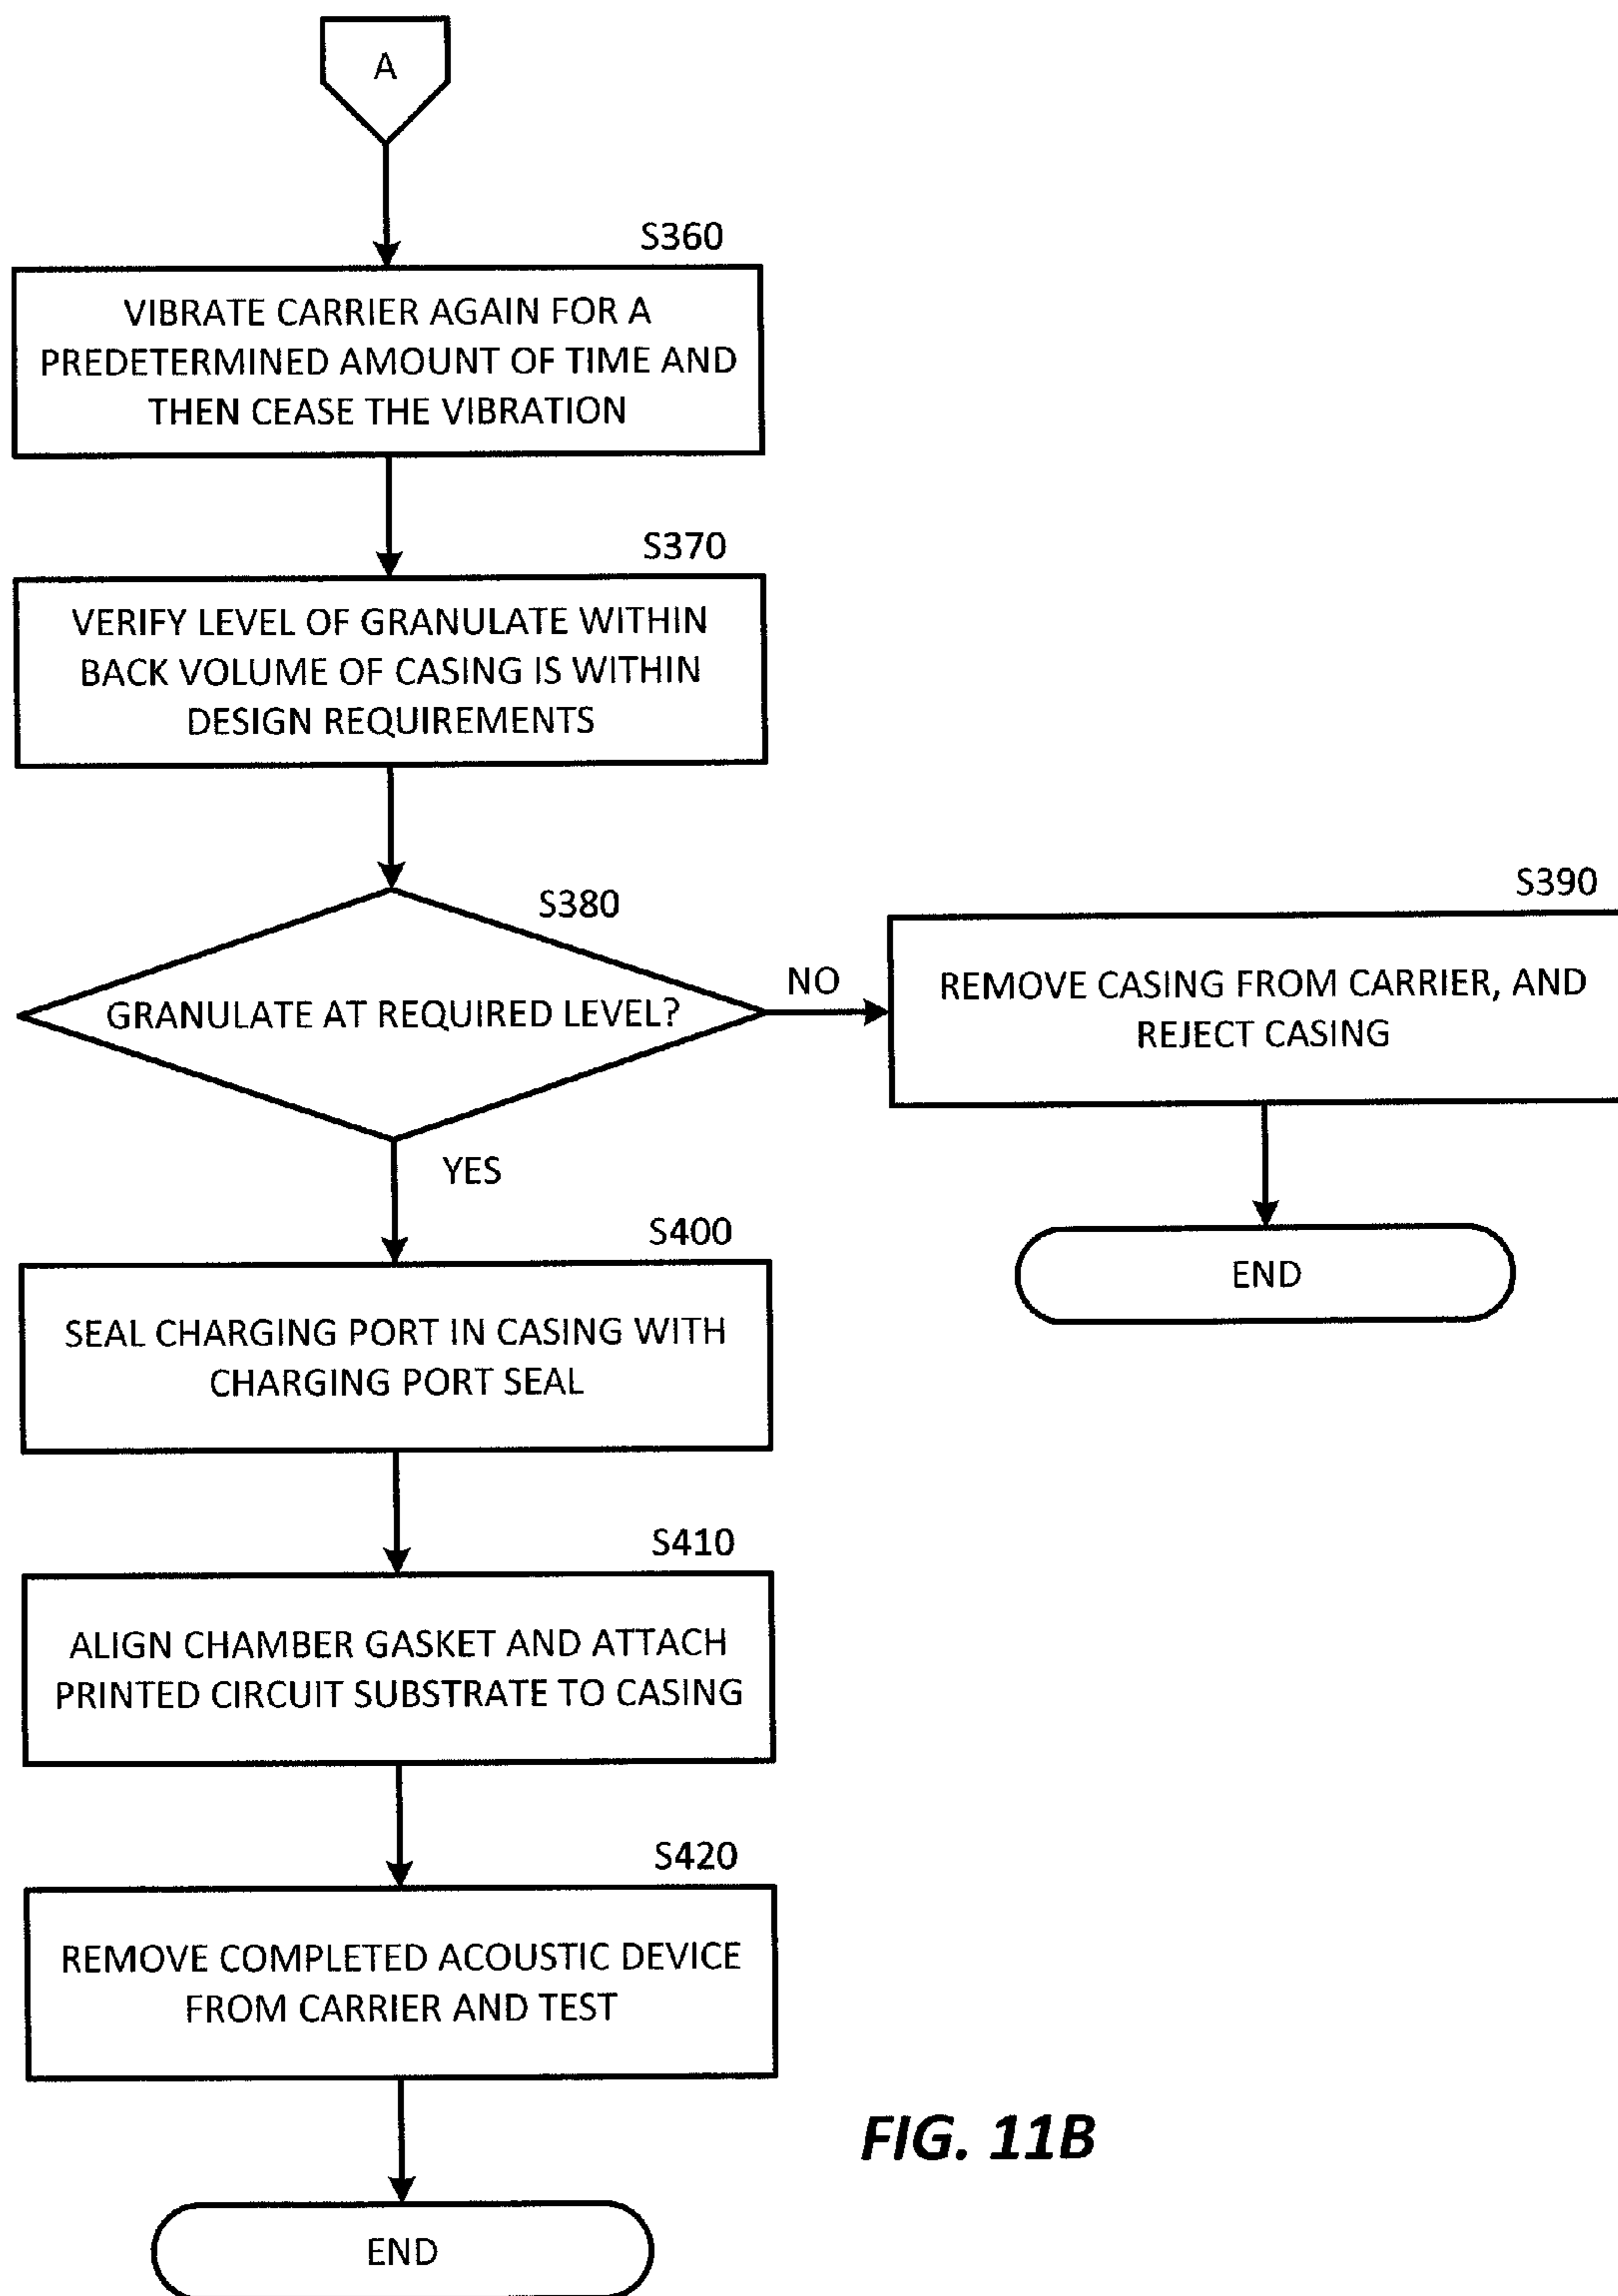 A
S360
VIBRATE CARRIER AGAIN FOR A
PREDETERMINED AMOUNT OF TIME AND
THEN CEASE THE VIBRATION
S370
VERIFY LEVEL OF GRANULATE WITHIN
BACK VOLUME OF CASING IS WITHIN
DESIGN REQUIREMENTS
S380
GRANULATE AT REQUIRED LEVEL?
NO
S390
REMOVE CASING FROM CARRIER, AND
REJECT CASING
END
YES
S400
SEAL CHARGING PORT IN CASING WITH
CHARGING PORT SEAL
S410
ALIGN CHAMBER GASKET AND ATTACH
PRINTED CIRCUIT SUBSTRATE TO CASING
S420
REMOVE COMPLETED ACOUSTIC DEVICE
FROM CARRIER AND TEST
END
FIG. 11B